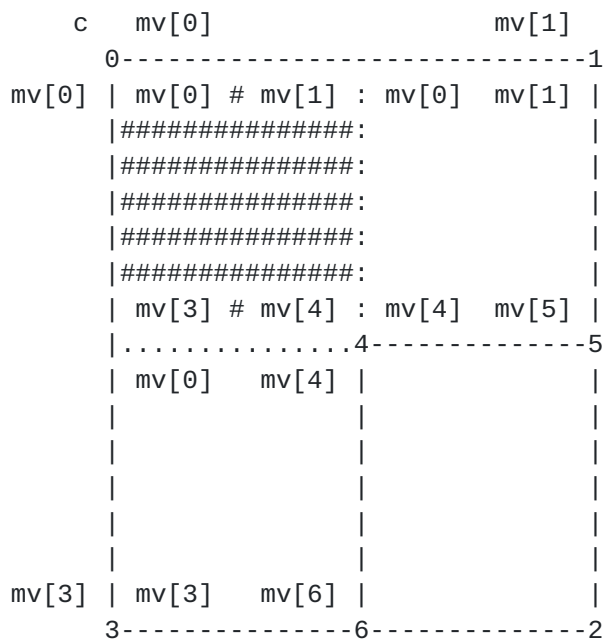 c   mv[0]                  mv[1]
      0------------------------------1
mv[0] | mv[0] # mv[1] : mv[0]  mv[1] |
      |###############:              |
      |###############:              |
      |###############:              |
      |###############:              |
      |###############:              |
      | mv[3] # mv[4] : mv[4]  mv[5] |
      |...............4--------------5
      | mv[0]   mv[4] |              |
      |               |              |
      |               |              |
      |               |              |
      |               |              |
      |               |              |
mv[3] | mv[3]   mv[6] |              |
      3---------------6--------------2